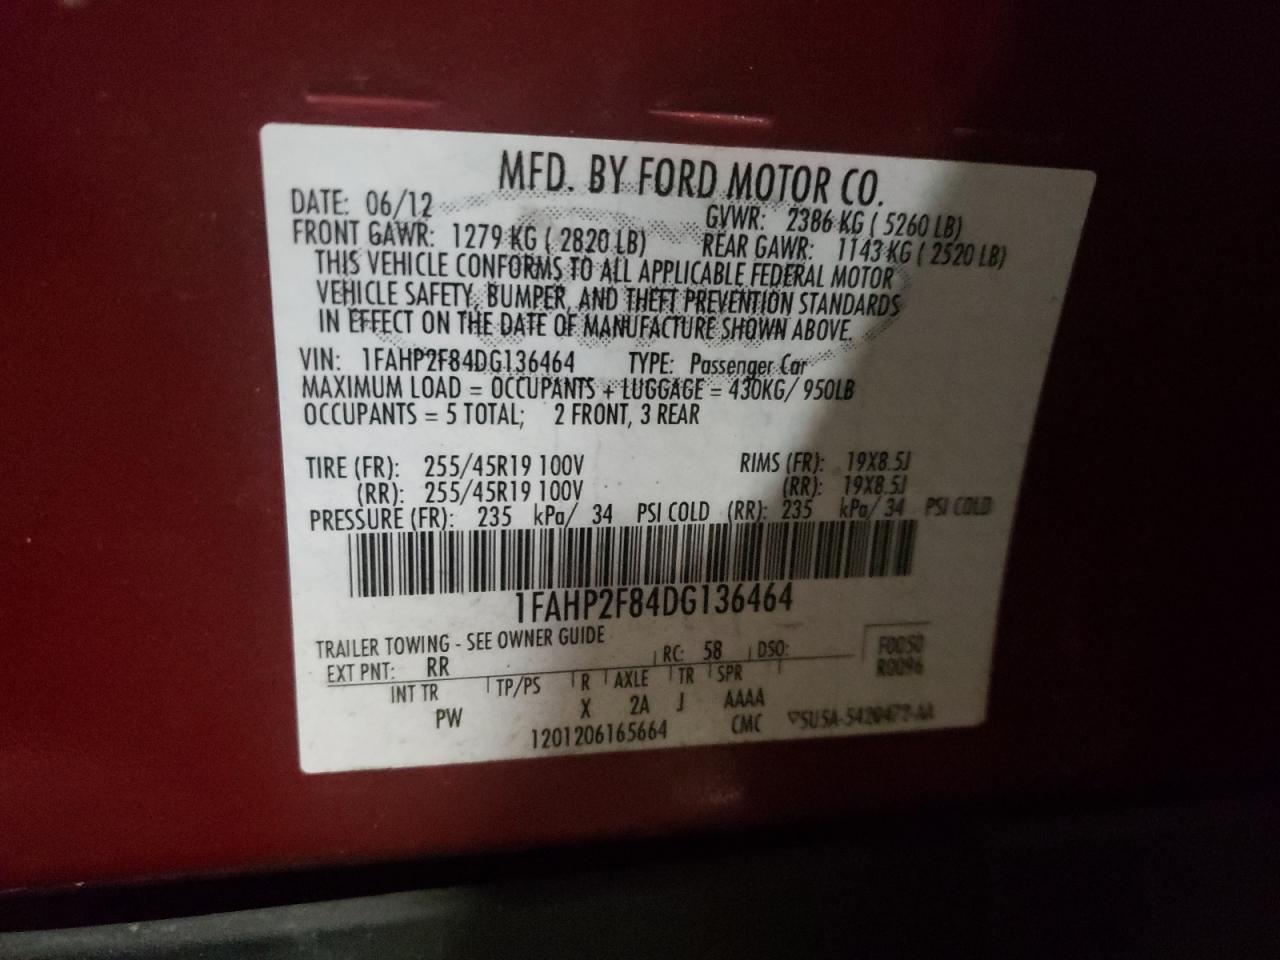 MFD. BY FORD MOTOR CO.
DATE: 06/12 GVWR: 2386 KG ( 5260 LB)
FRONT GAWR: 1279 KG ( 2820 LB) REAR GAWR: 1143 KG ( 2520 LB)
THIS VEHICLE CONFORMS TO ALL APPLICABLE FEDERAL MOTOR
VEHICLE SAFETY, BUMPER, AND THEFT PREVENTION STANDARDS
IN EFFECT ON THE DATE OF MANUFACTURE SHOWN ABOVE.
VIN: 1FAHP2F84DG136464 TYPE: Passenger Car
MAXIMUM LOAD = OCCUPANTS + LUGGAGE = 430KG/ 950LB
OCCUPANTS = 5 TOTAL; 2 FRONT, 3 REAR
TIRE (FR): 255/45R19 100V RIMS (FR): 19X8.5J
(RR): 255/45R19 100V (RR): 19X8.5J
PRESSURE (FR): 235 kPa/ 34 PSI COLD (RR): 235 kPa/ 34 PSI COLD
1FAHP2F84DG136464
TRAILER TOWING - SEE OWNER GUIDE
EXT PNT: RR RC: 58 DSO: F0050
R0096
INT TR TP/PS R AXLE TR SPR
PW X 2A J AAAA
1201206165664 CMC 5U5A-5420472-AA